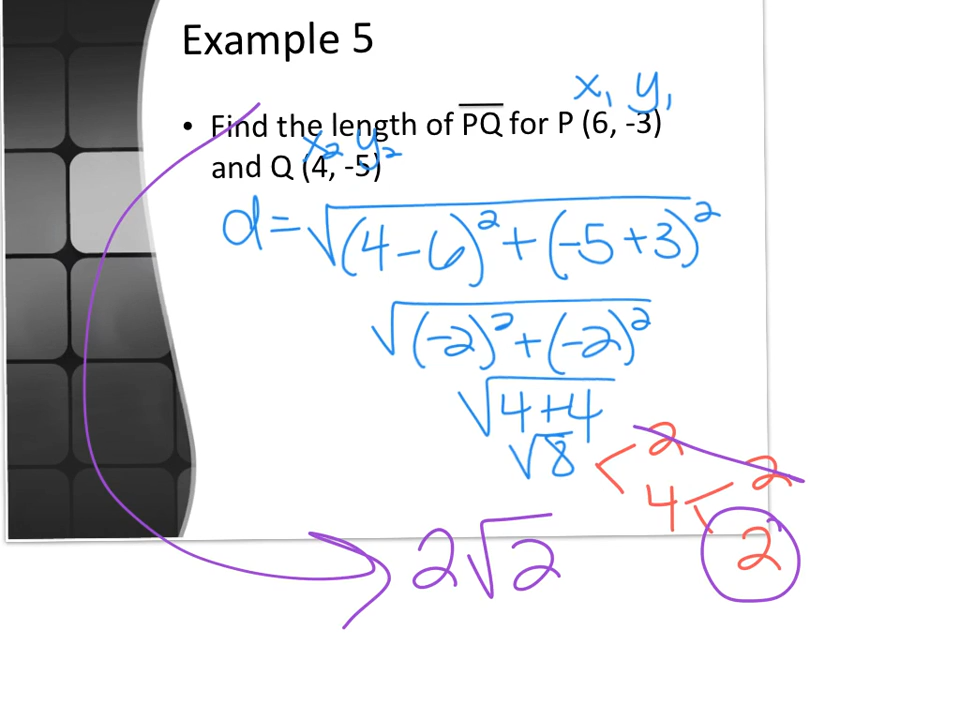 Example 5
x₁ y₁
• Find the length of P̅Q̅ for P (6, -3)
x₂ y₂
and Q (4, -5)
d=√((4-6)²+(-5+3)²)
√((-2)²+(-2)²)
√(4+4)
√8
2
2
4
2
2√2